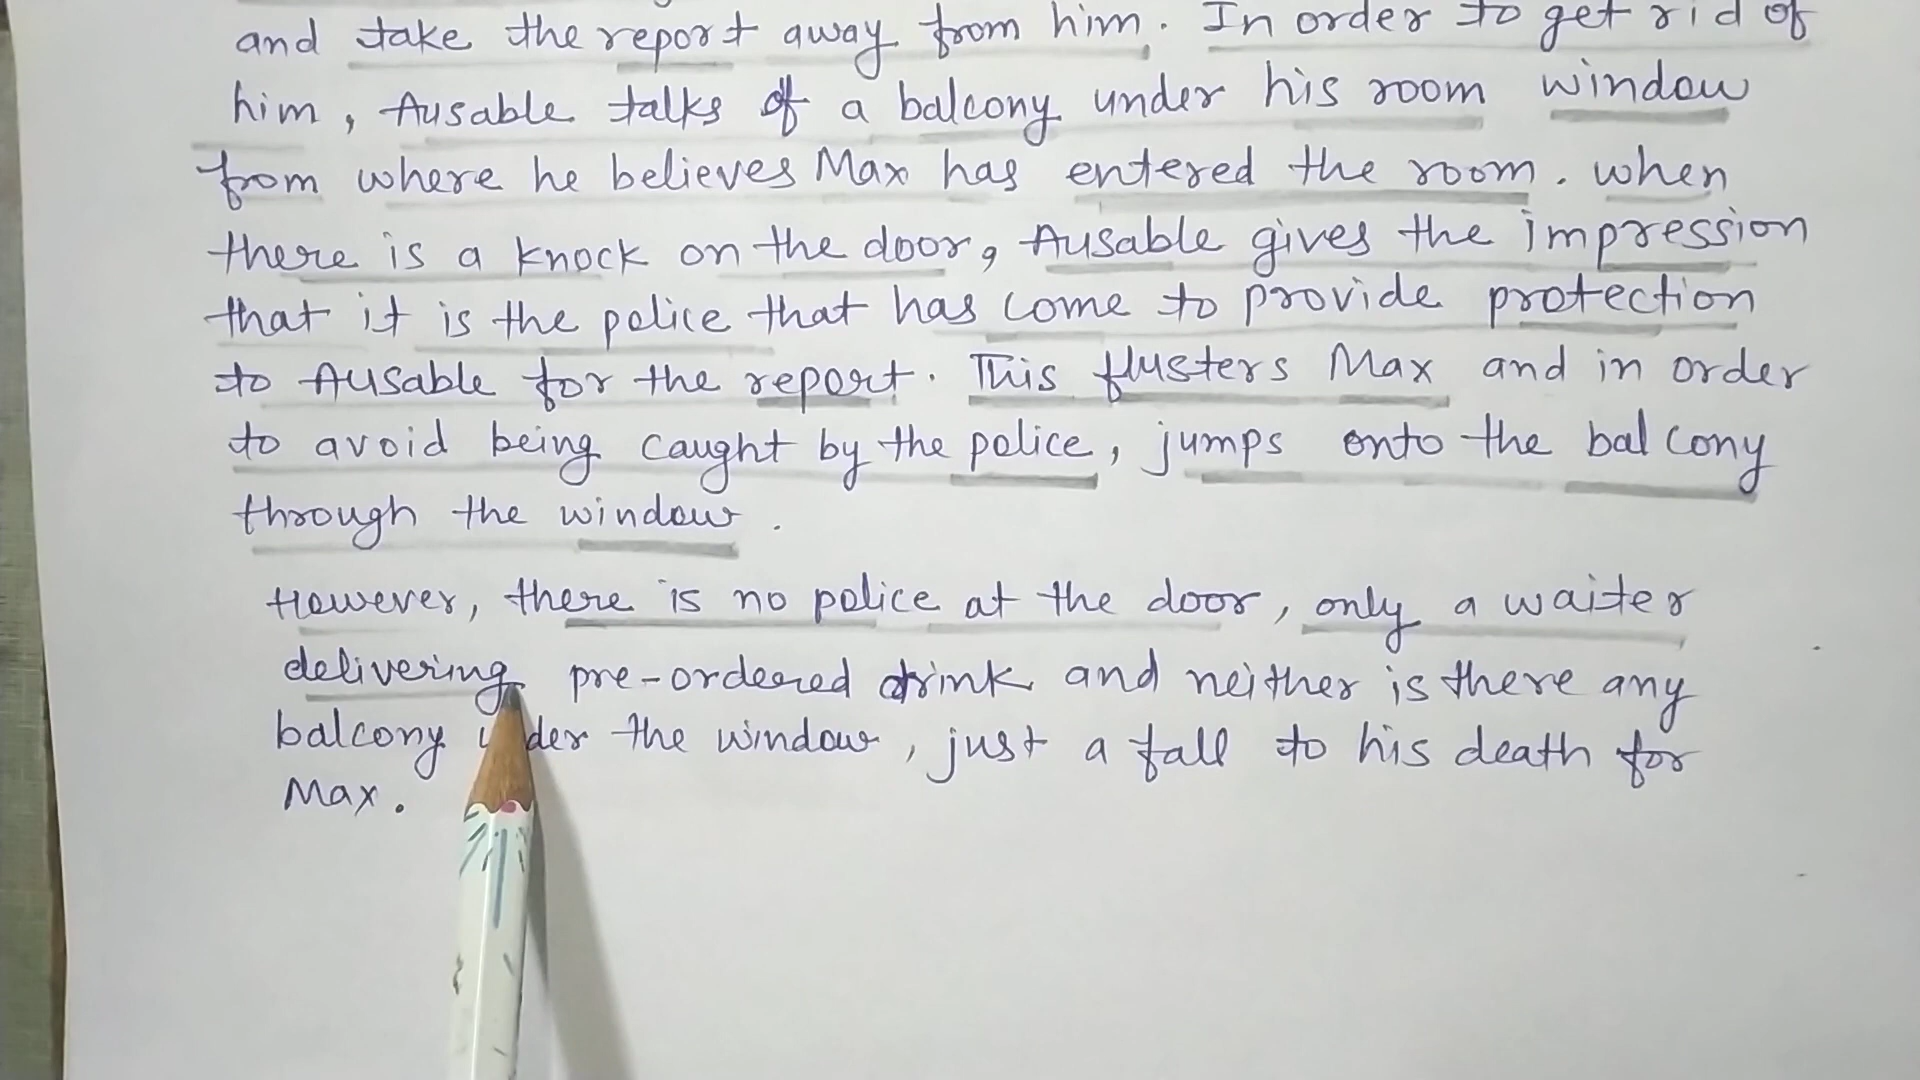 and take the report away from him. In order to get rid of
him, Ausable talks of a balcony under his room window
from where he believes Max has entered the room. when
there is a knock on the door, Ausable gives the impression
that it is the police that has come to provide protection
to Ausable for the report. This flusters Max and in order
to avoid being caught by the police, jumps onto the balcony
through the window.
However, there is no police at the door, only a waiter
delivering pre-ordered drink and neither is there any
balcony the window, just a fall to his death for
Max.